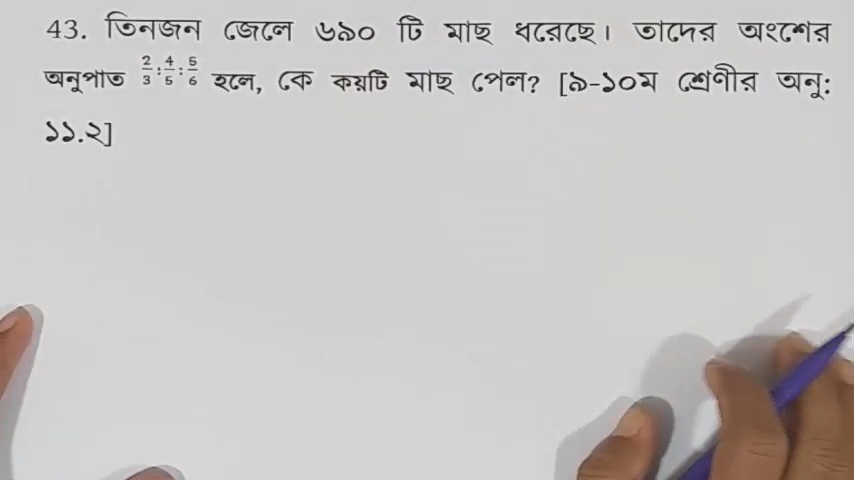 43. তিনজন জেলে ৬৯০ টি মাছ ধরেছে। তাদের অংশের
অনুপাত 2/3 : 4/5 : 5/6 হলে, কে কয়টি মাছ পেল? [৯-১০ম শ্রেণীর অনু:
১১.২]